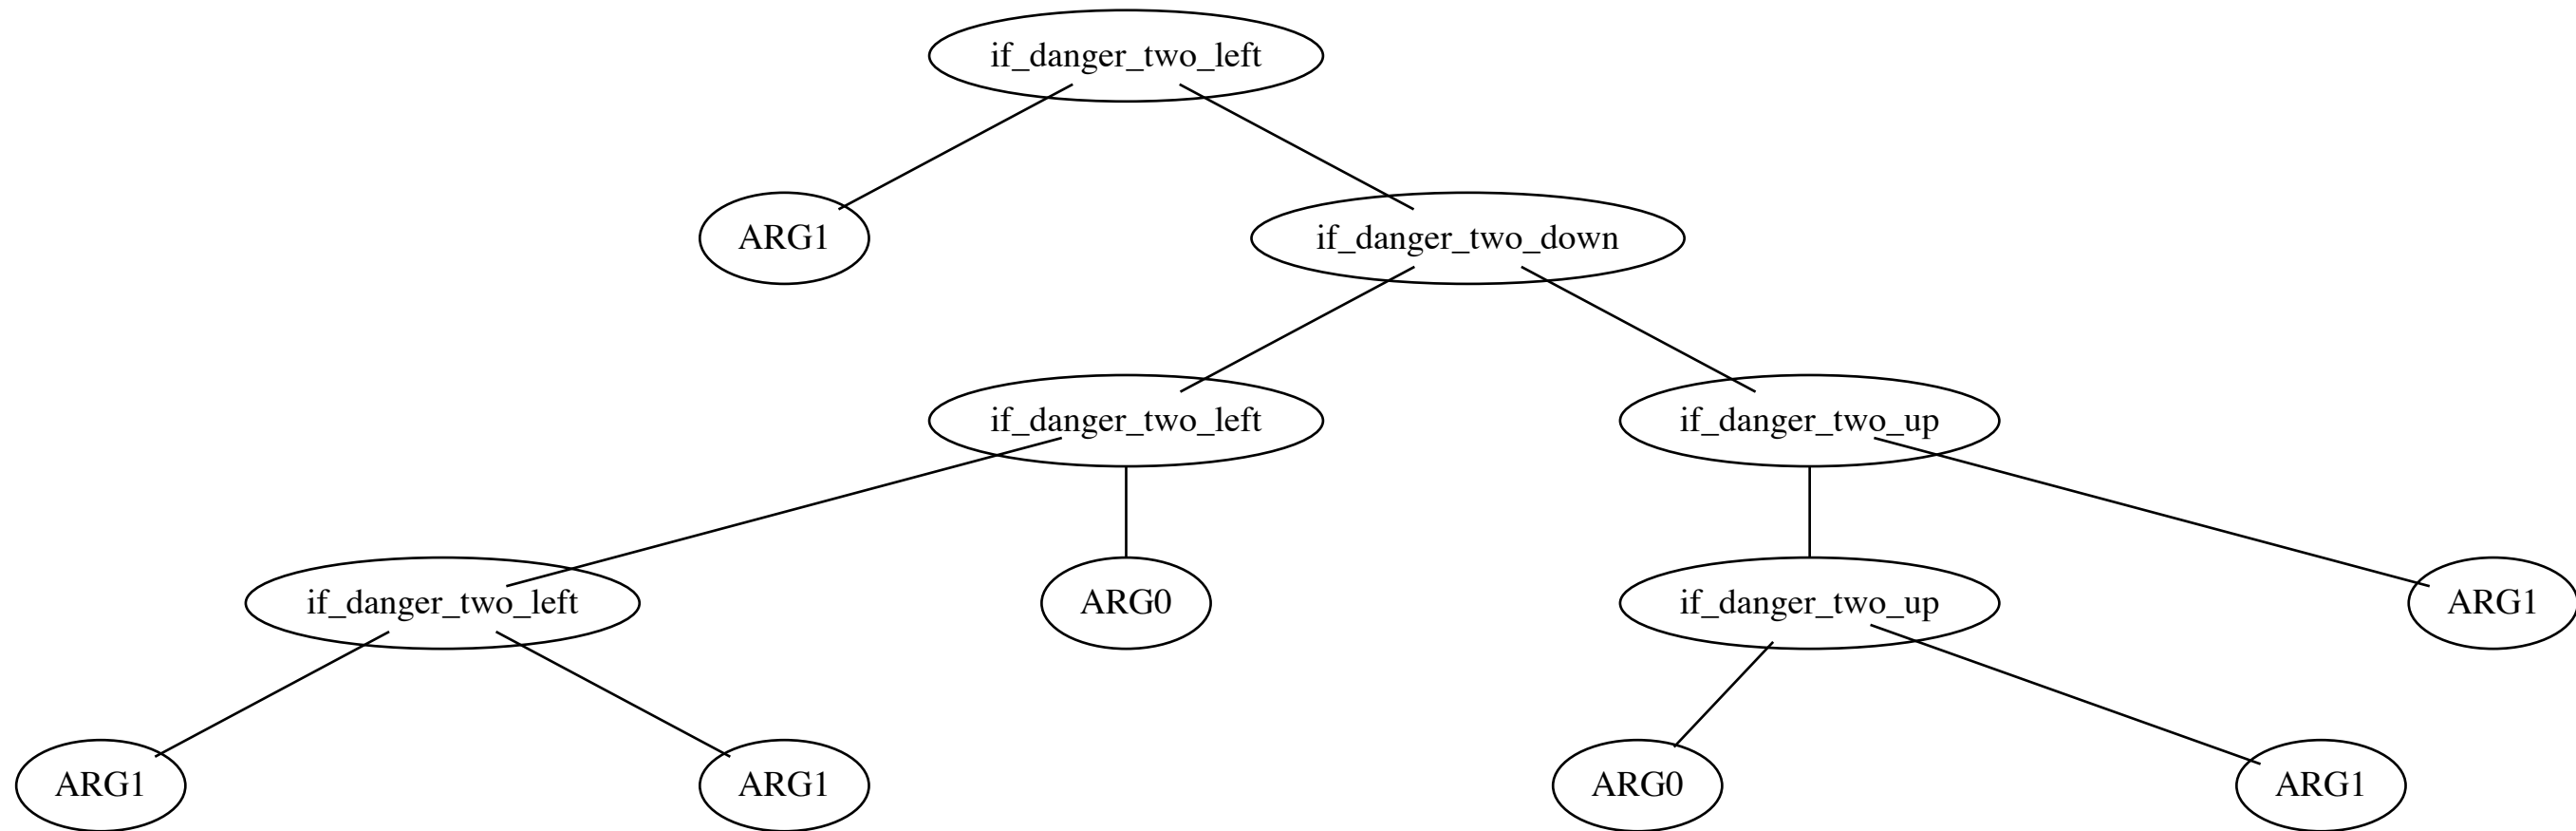 if_danger_two_left
ARG1
if_danger_two_down
if_danger_two_left
if_danger_two_up
if_danger_two_left
ARG0
if_danger_two_up
ARG1
ARG1
ARG1
ARG0
ARG1